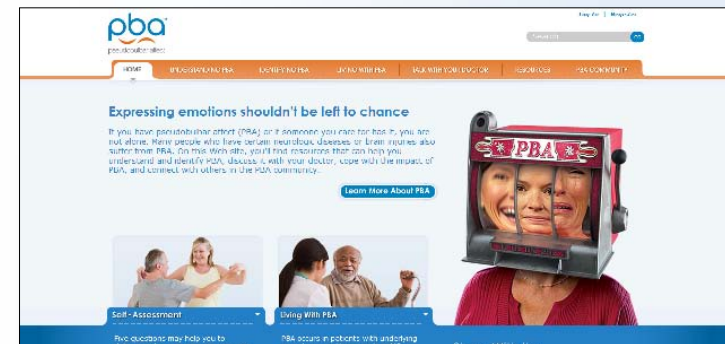 pba
pseudobulbar affect
Log On | Register
GO
HOME
UNDERSTANDING PBA
IDENTIFYING PBA
LIVING WITH PBA
TALK WITH YOUR DOCTOR
RESOURCES
PBA COMMUNITY
Expressing emotions shouldn't be left to chance
If you have pseudobulbar affect (PBA) or if someone you care for has it, you are
not alone. Many people who have certain neurologic diseases or brain injuries also
suffer from PBA. On this Web site, you'll find resources that can help you
understand and identify PBA, discuss it with your doctor, cope with the impact of
PBA, and connect with others in the PBA community.
Learn More About PBA
PBA
Self-Assessment
Living With PBA
Five questions may help you to
PBA occurs in patients with underlying